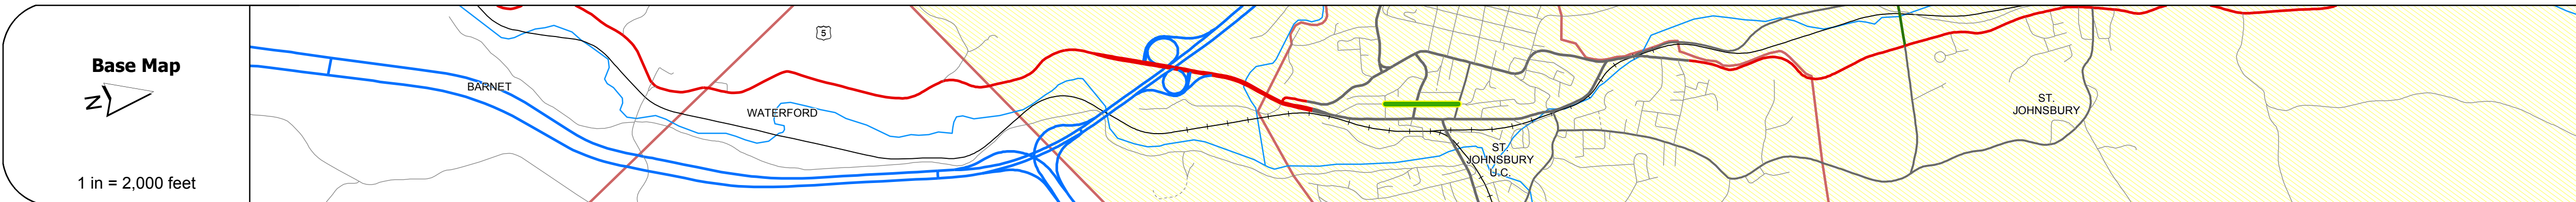 Base Map
N
1 in = 2,000 feet
BARNET
WATERFORD
5
ST.
JOHNSBURY
U.C.
ST.
JOHNSBURY